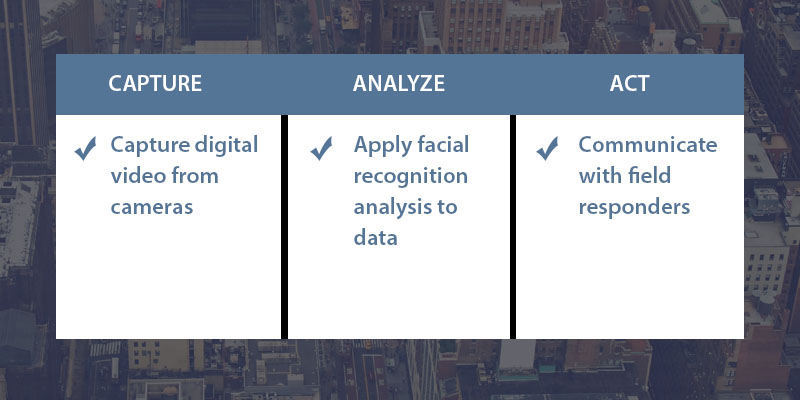 CAPTURE
ANALYZE
ACT
Capture digital
video from
cameras
Apply facial
recognition
analysis to
data
Communicate
with field
responders